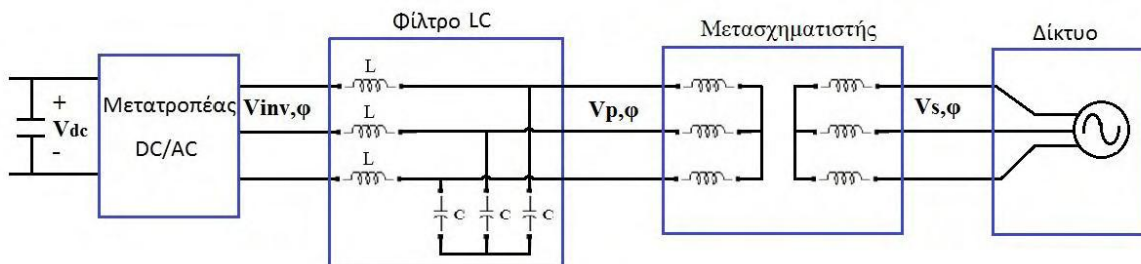 Φίλτρο LC
Μετασχηματιστής
Δίκτυο
L
L
L
+
Vdc
-
Μετατροπέας
DC/AC
Vinv,φ
Vp,φ
Vs,φ
C
C
C